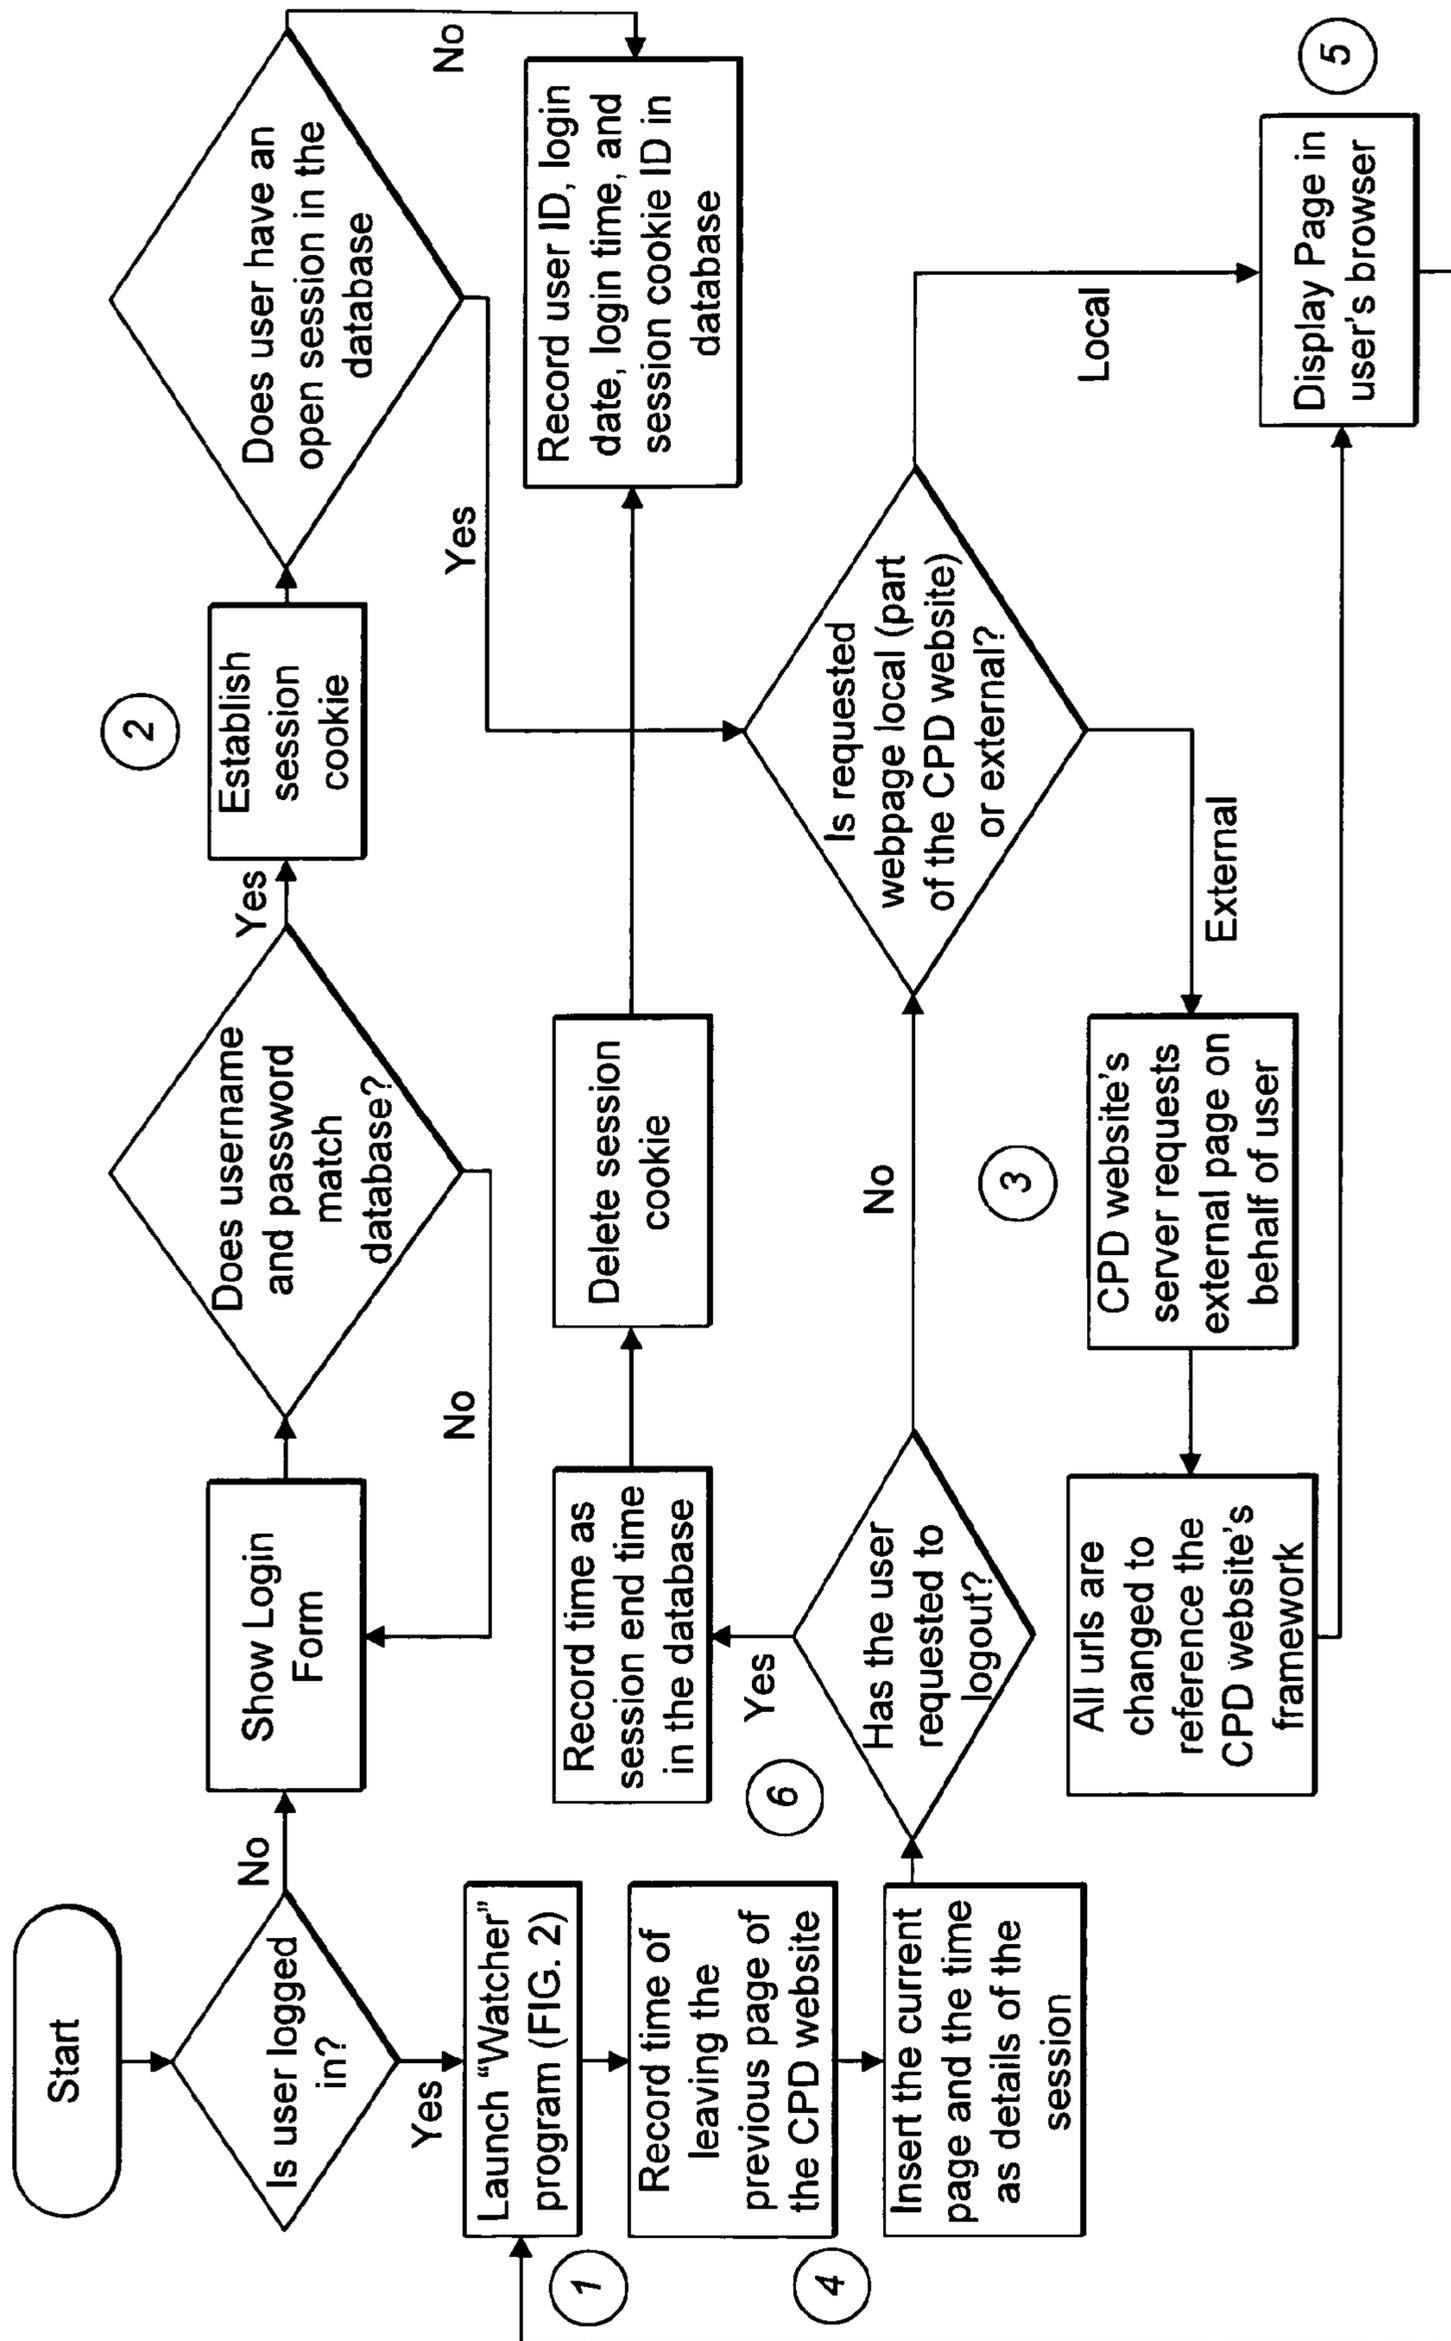 Start
Is user logged
in?
No
Show Login
Form
Does username
and password
match
database?
Yes
Establish
session
cookie
2
Does user have an
open session in the
database
No
Yes
No
Yes
Launch “Watcher”
program (FIG. 2)
1
Record time as
session end time
in the database
Delete session
cookie
Record user ID, login
date, login time, and
session cookie ID in
database
Record time of
leaving the
previous page of
the CPD website
4
6
Yes
Insert the current
page and the time
as details of the
session
Has the user
requested to
logout?
No
Is requested
webpage local (part
of the CPD website)
or external?
Local
3
External
All urls are
changed to
reference the
CPD website's
framework
CPD website's
server requests
external page on
behalf of user
Display Page in
user's browser
5